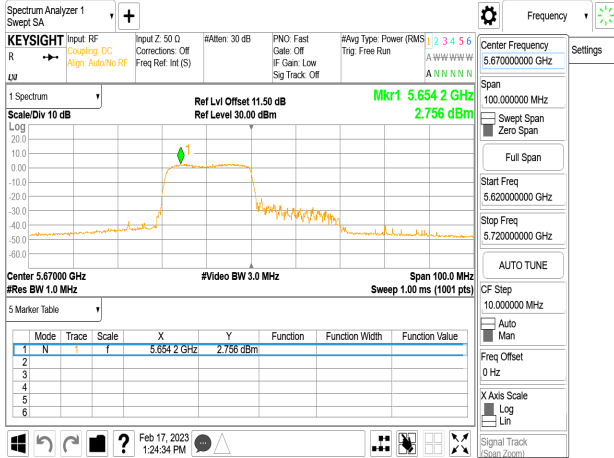 Spectrum Analyzer 1
Swept SA
Frequency
KEYSIGHT
R
Input: RF
Coupling: DC
Align: Auto/No RF
Input Z: 50 Ω
Corrections: Off
Freq Ref: Int (S)
#Atten: 30 dB
PNO: Fast
Gate: Off
IF Gain: Low
Sig Track: Off
#Avg Type: Power (RMS
Trig: Free Run
1 2 3 4 5 6
A W W W W W
A N N N N N
LXI
1 Spectrum
Scale/Div 10 dB
Ref Lvl Offset 11.50 dB
Ref Level 30.00 dBm
Mkr1 5.654 2 GHz
2.756 dBm
Log
20.0
10.0
0.00
-10.0
-20.0
-30.0
-40.0
-50.0
-60.0
1
Center 5.67000 GHz
#Res BW 1.0 MHz
#Video BW 3.0 MHz
Span 100.0 MHz
Sweep 1.00 ms (1001 pts)
5 Marker Table
Mode Trace Scale X Y Function Function Width Function Value
1 N 1 f 5.654 2 GHz 2.756 dBm
2
3
4
5
6
Feb 17, 2023
1:24:34 PM
?
Center Frequency
5.670000000 GHz
Span
100.000000 MHz
Swept Span
Zero Span
Full Span
Start Freq
5.620000000 GHz
Stop Freq
5.720000000 GHz
AUTO TUNE
CF Step
10.000000 MHz
Auto
Man
Freq Offset
0 Hz
X Axis Scale
Log
Lin
Signal Track
(Span Zoom)
Settings